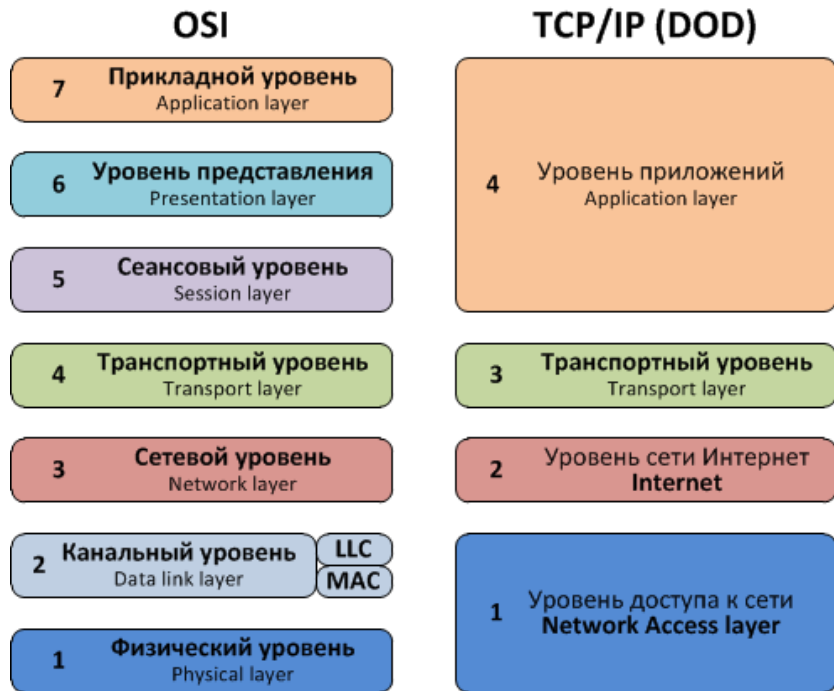 OSI
TCP/IP (DOD)
7
Прикладной уровень
Application layer
6
Уровень представления
Presentation layer
5
Сеансовый уровень
Session layer
4
Транспортный уровень
Transport layer
3
Сетевой уровень
Network layer
2
Канальный уровень
Data link layer
LLC
MAC
1
Физический уровень
Physical layer
4
Уровень приложений
Application layer
3
Транспортный уровень
Transport layer
2
Уровень сети Интернет
Internet
1
Уровень доступа к сети
Network Access layer